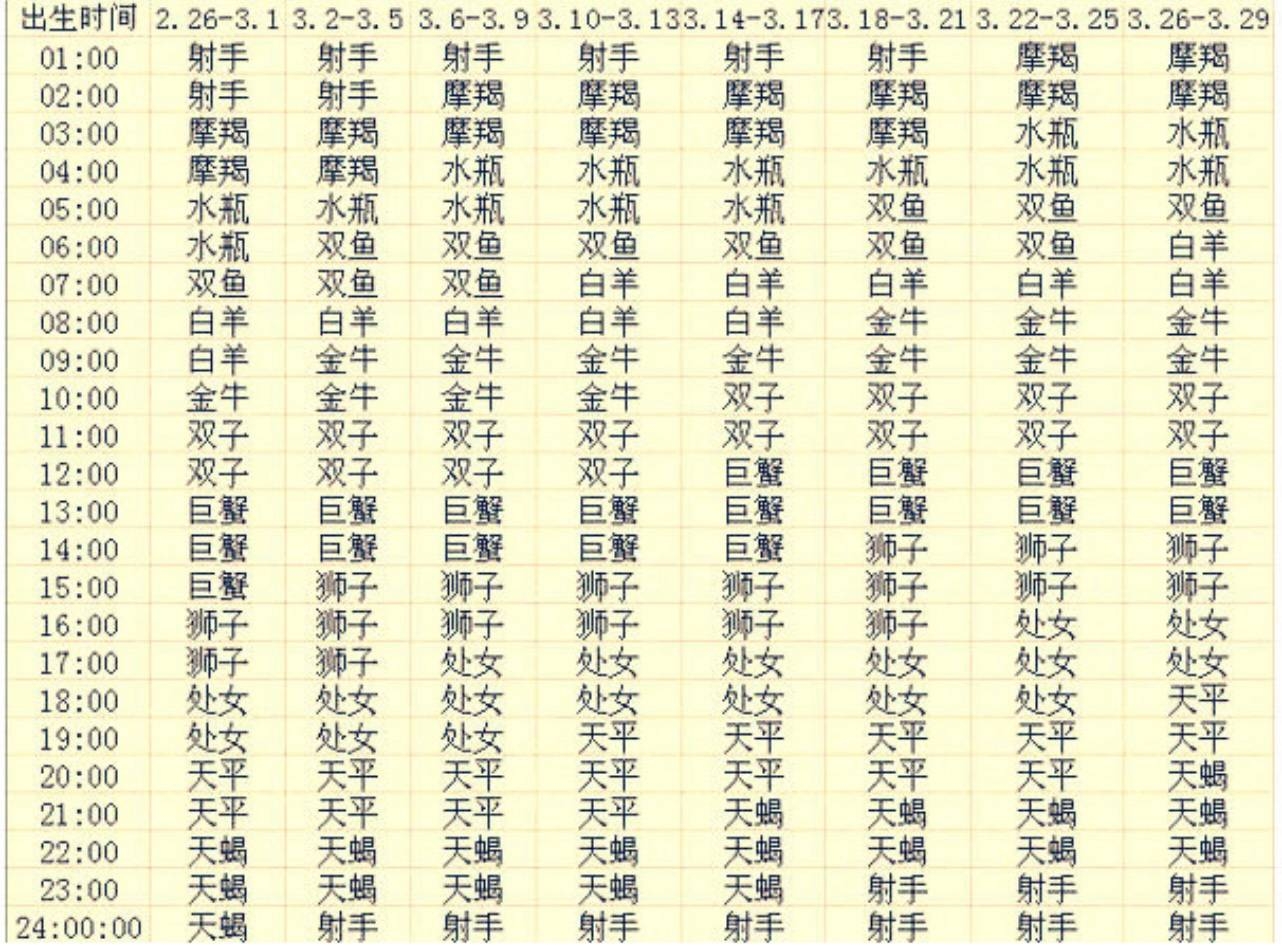 出生时间 2.26-3.1 3.2-3.5 3.6-3.9 3.10-3.13 3.14-3.17 3.18-3.21 3.22-3.25 3.26-3.29
01:00 射手 射手 射手 射手 射手 射手 摩羯 摩羯
02:00 射手 射手 摩羯 摩羯 摩羯 摩羯 摩羯 摩羯
03:00 摩羯 摩羯 摩羯 摩羯 摩羯 摩羯 水瓶 水瓶
04:00 摩羯 摩羯 水瓶 水瓶 水瓶 水瓶 水瓶 水瓶
05:00 水瓶 水瓶 水瓶 水瓶 水瓶 双鱼 双鱼 双鱼
06:00 水瓶 双鱼 双鱼 双鱼 双鱼 双鱼 双鱼 白羊
07:00 双鱼 双鱼 双鱼 白羊 白羊 白羊 白羊 白羊
08:00 白羊 白羊 白羊 白羊 白羊 金牛 金牛 金牛
09:00 白羊 金牛 金牛 金牛 金牛 金牛 金牛 金牛
10:00 金牛 金牛 金牛 金牛 双子 双子 双子 双子
11:00 双子 双子 双子 双子 双子 双子 双子 双子
12:00 双子 双子 双子 双子 巨蟹 巨蟹 巨蟹 巨蟹
13:00 巨蟹 巨蟹 巨蟹 巨蟹 巨蟹 巨蟹 巨蟹 巨蟹
14:00 巨蟹 巨蟹 巨蟹 巨蟹 巨蟹 狮子 狮子 狮子
15:00 巨蟹 狮子 狮子 狮子 狮子 狮子 狮子 狮子
16:00 狮子 狮子 狮子 狮子 狮子 狮子 处女 处女
17:00 狮子 狮子 处女 处女 处女 处女 处女 处女
18:00 处女 处女 处女 处女 处女 处女 处女 天平
19:00 处女 处女 处女 天平 天平 天平 天平 天平
20:00 天平 天平 天平 天平 天平 天平 天平 天蝎
21:00 天平 天平 天平 天平 天蝎 天蝎 天蝎 天蝎
22:00 天蝎 天蝎 天蝎 天蝎 天蝎 天蝎 天蝎 天蝎
23:00 天蝎 天蝎 天蝎 天蝎 天蝎 射手 射手 射手
24:00:00 天蝎 射手 射手 射手 射手 射手 射手 射手